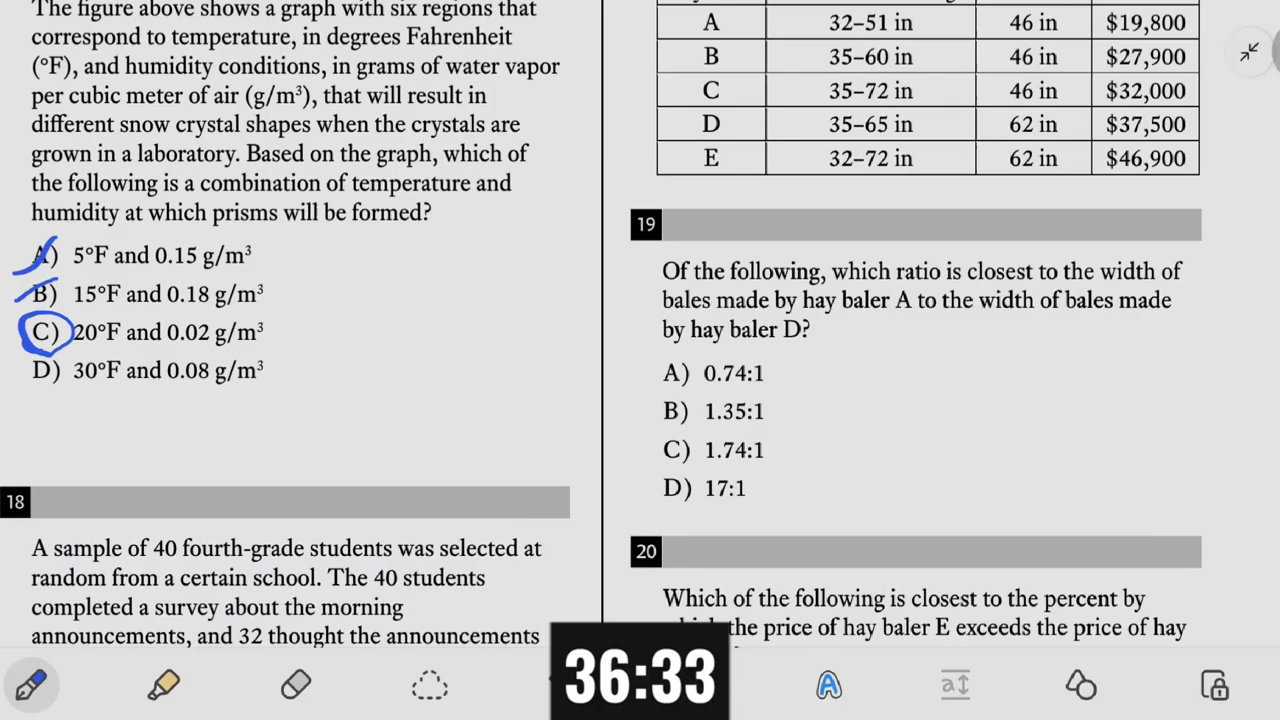 The figure above shows a graph with six regions that
correspond to temperature, in degrees Fahrenheit
(°F), and humidity conditions, in grams of water vapor
per cubic meter of air (g/m³), that will result in
different snow crystal shapes when the crystals are
grown in a laboratory. Based on the graph, which of
the following is a combination of temperature and
humidity at which prisms will be formed?
A) 5°F and 0.15 g/m³
B) 15°F and 0.18 g/m³
C) 20°F and 0.02 g/m³
D) 30°F and 0.08 g/m³
18
A sample of 40 fourth-grade students was selected at
random from a certain school. The 40 students
completed a survey about the morning
announcements, and 32 thought the announcements
A 32–51 in 46 in $19,800
B 35–60 in 46 in $27,900
C 35–72 in 46 in $32,000
D 35–65 in 62 in $37,500
E 32–72 in 62 in $46,900
19
Of the following, which ratio is closest to the width of
bales made by hay baler A to the width of bales made
by hay baler D?
A) 0.74:1
B) 1.35:1
C) 1.74:1
D) 17:1
20
Which of the following is closest to the percent by
the price of hay baler E exceeds the price of hay
36:33
A
a